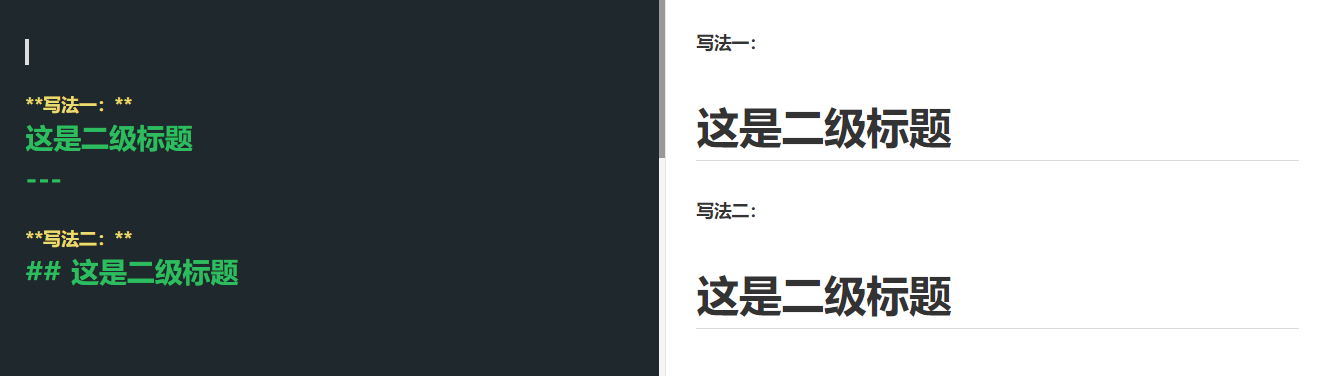 **写法一：**
这是二级标题
---
**写法二：**
## 这是二级标题
写法一：
这是二级标题
写法二：
这是二级标题